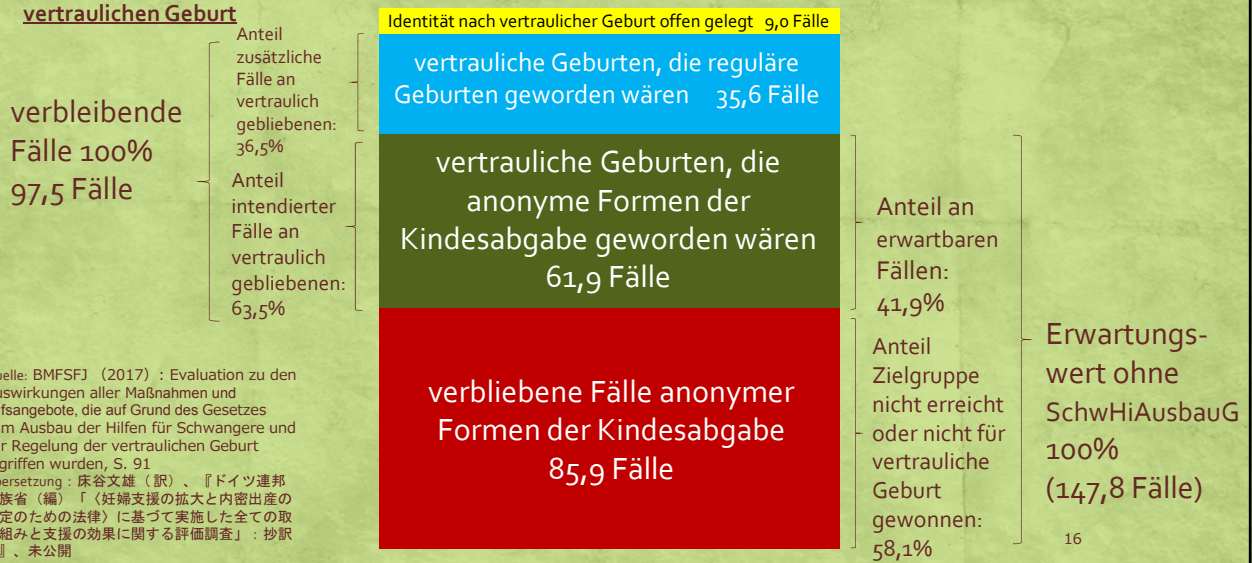 vertraulichen Geburt
verbleibende
Fälle 100%
97,5 Fälle
Anteil
zusätzliche
Fälle an
vertraulich
gebliebenen:
36,5%
Anteil
intendierter
Fälle an
vertraulich
gebliebenen:
63,5%
Identität nach vertraulicher Geburt offen gelegt 9,0 Fälle
vertrauliche Geburten, die reguläre
Geburten geworden wären 35,6 Fälle
vertrauliche Geburten, die
anonyme Formen der
Kindesabgabe geworden wären
61,9 Fälle
verbliebene Fälle anonymer
Formen der Kindesabgabe
85,9 Fälle
Anteil an
erwartbaren
Fällen:
41,9%
Anteil
Zielgruppe
nicht erreicht
oder nicht für
vertrauliche
Geburt
gewonnen:
58,1%
Erwartungs-
wert ohne
SchwHiAusbauG
100%
(147,8 Fälle)
uelle: BMFSFJ （2017）: Evaluation zu den
uswirkungen aller Maßnahmen und
fsangebote, die auf Grund des Gesetzes
m Ausbau der Hilfen für Schwangere und
r Regelung der vertraulichen Geburt
griffen wurden, S. 91
bersetzung：床谷文雄（訳）、『ドイツ連邦
族省（編）「〈妊婦支援の拡大と内密出産の
定のための法律〉に基づて実施した全ての取
組みと支援の効果に関する評価調査」：抄訳
』、未公開
16